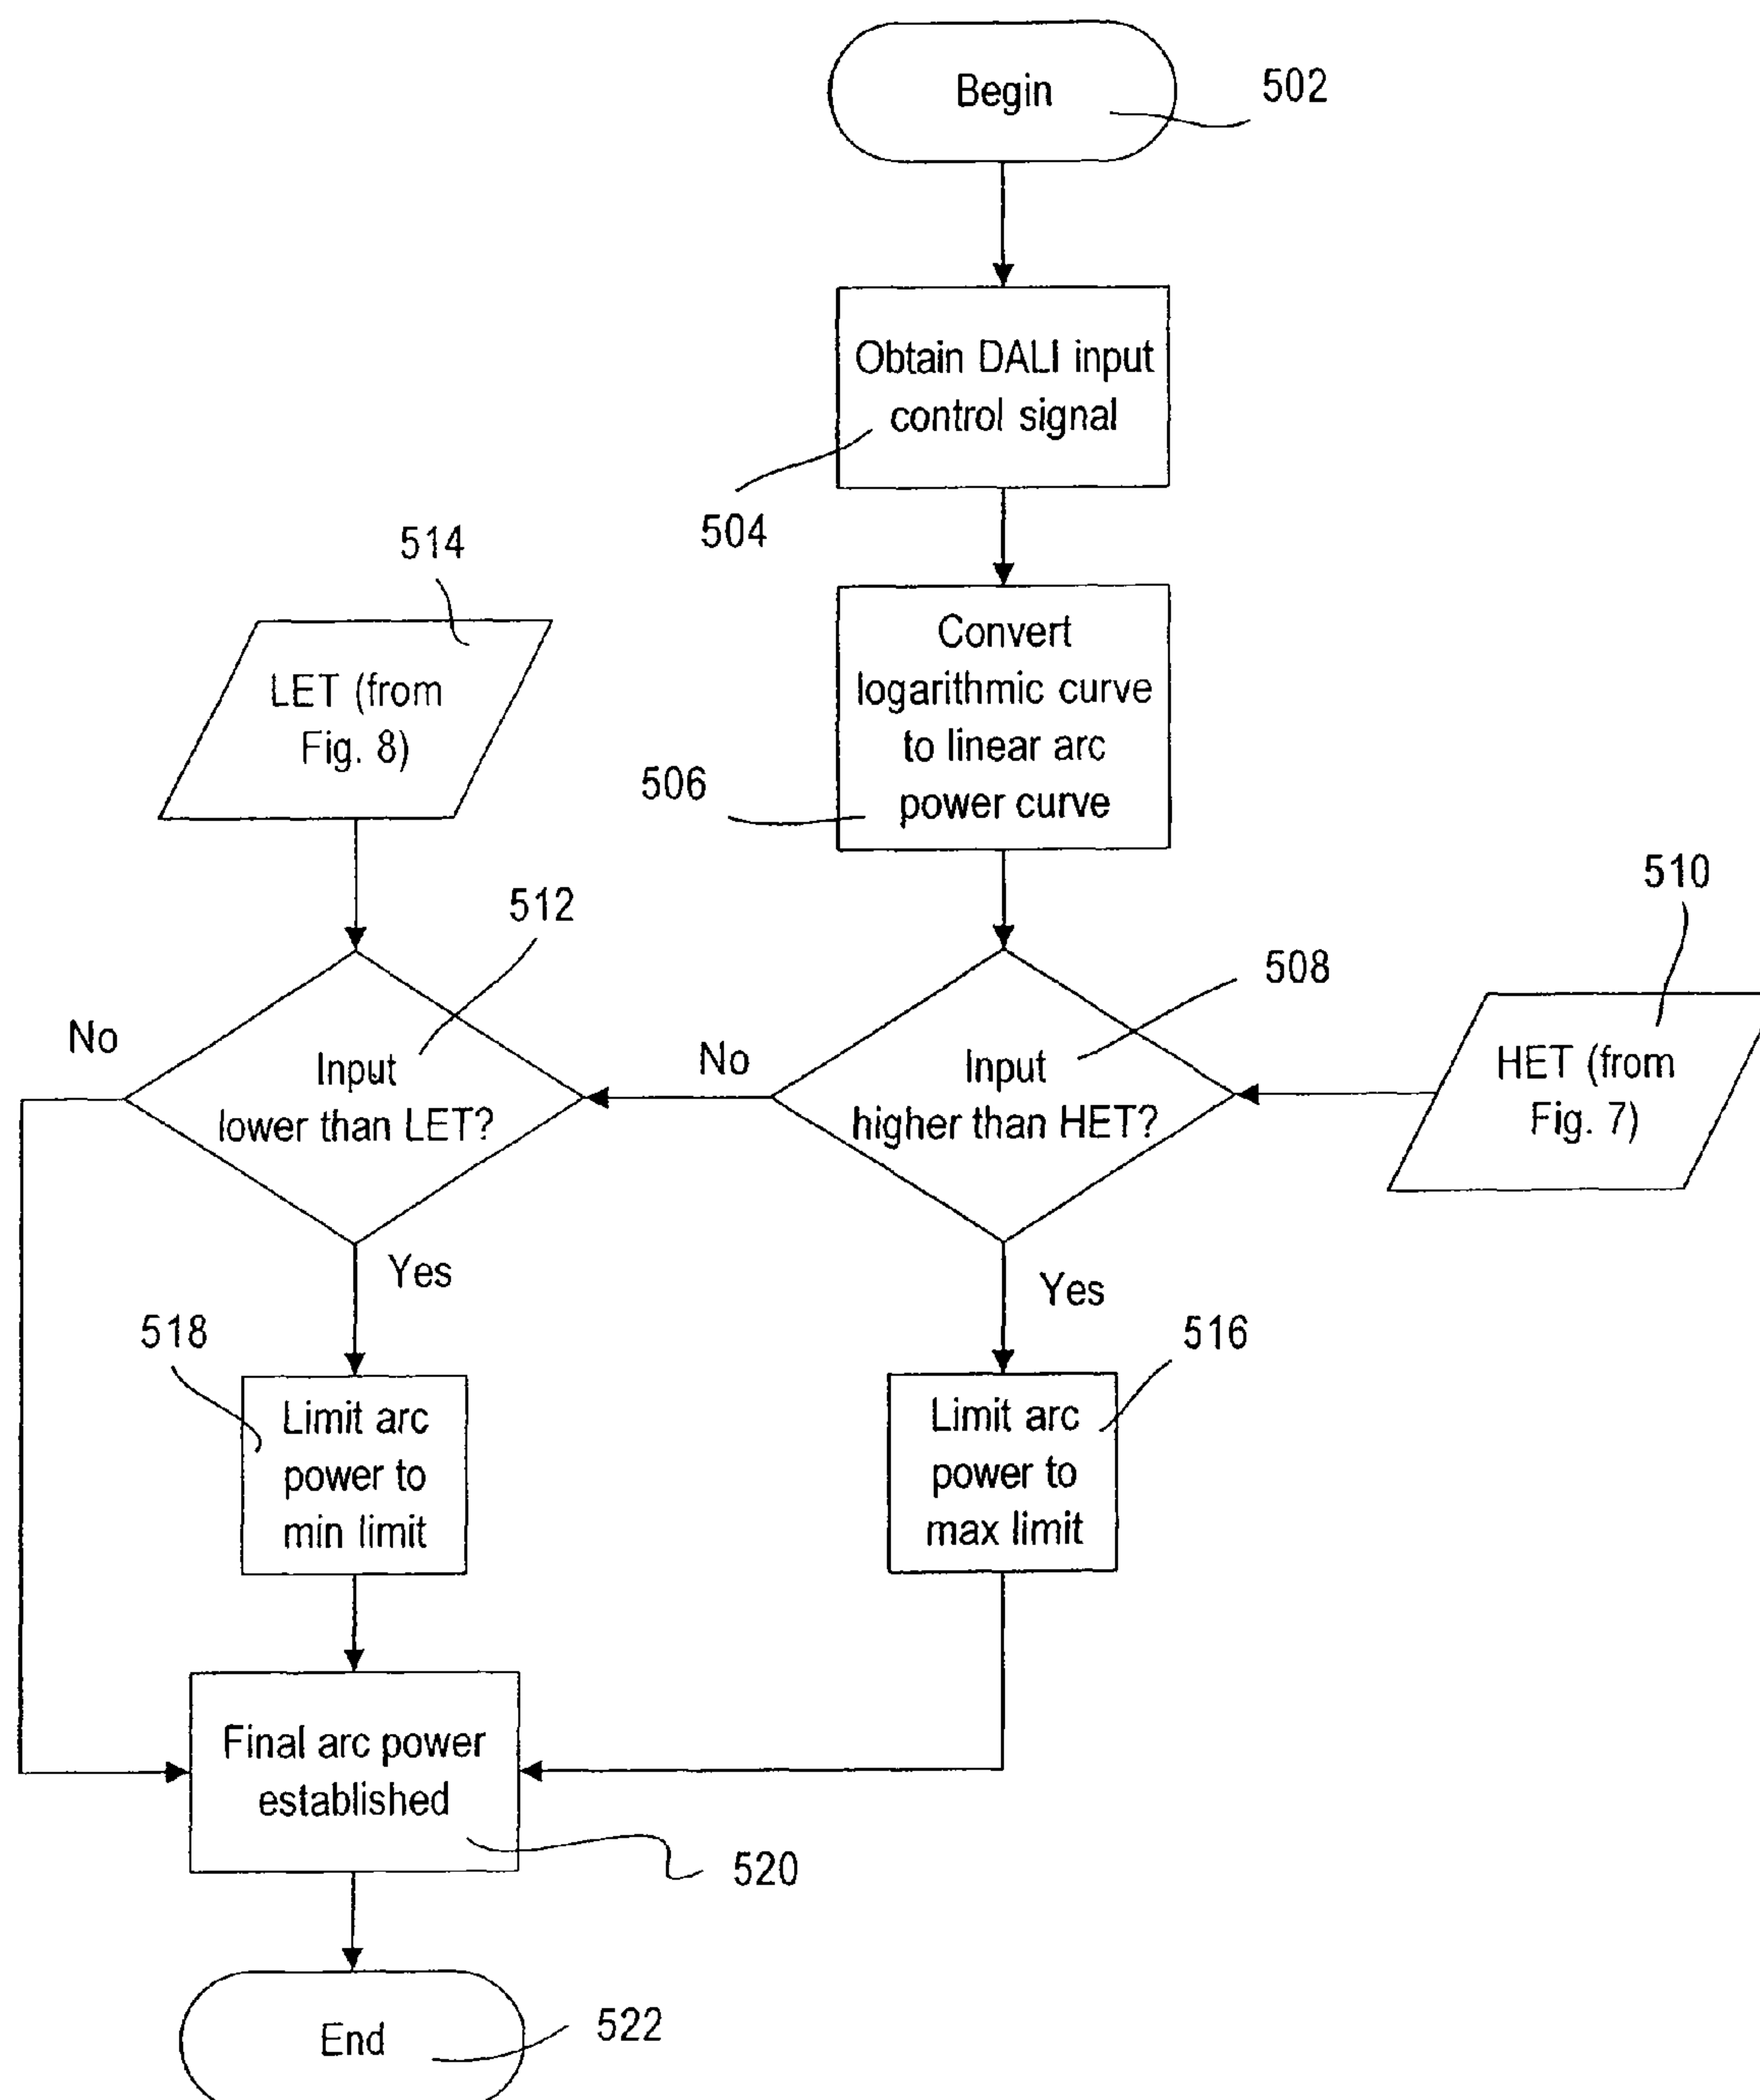 Begin
502
Obtain DALI input
control signal
504
514
Convert
logarithmic curve
to linear arc
power curve
LET (from
Fig. 8)
506
510
512
508
No
Input
lower than LET?
No
Input
higher than HET?
HET (from
Fig. 7)
Yes
Yes
518
516
Limit arc
power to
min limit
Limit arc
power to
max limit
Final arc power
established
520
End
522